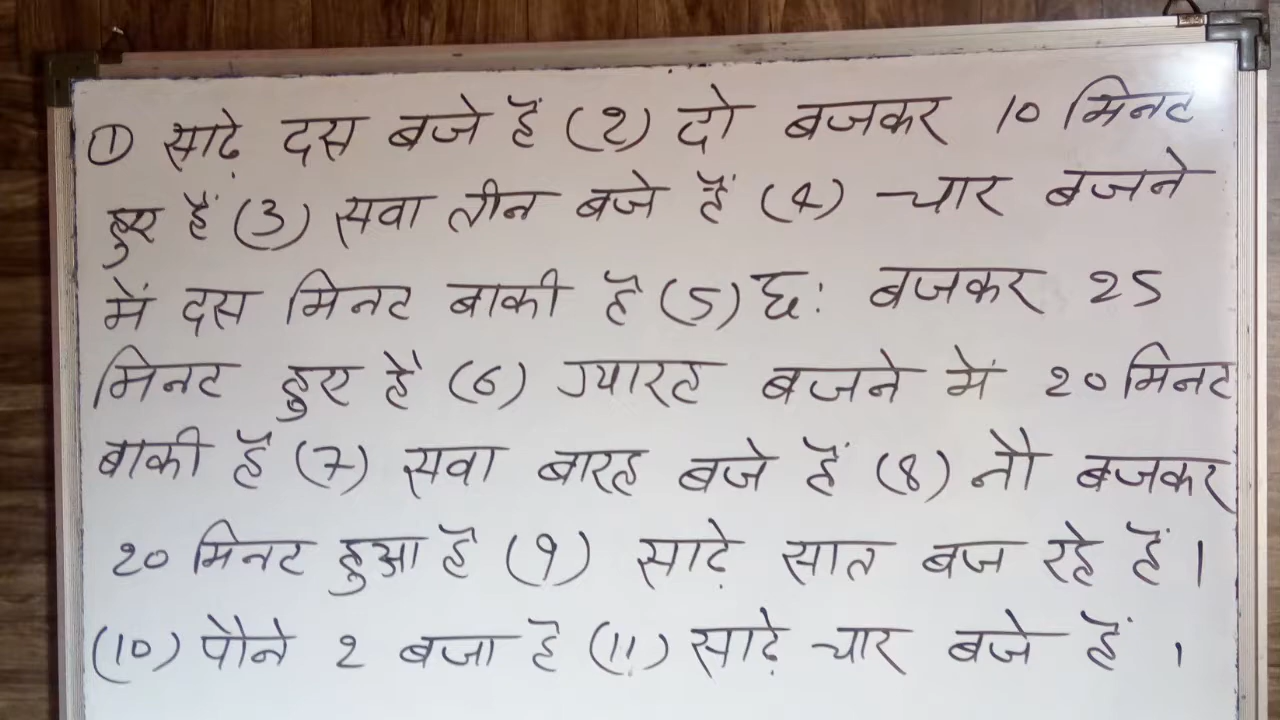 ① साढ़े दस बजे हैं (2) दो बजकर 10 मिनट
हुए हैं (3) सवा तीन बजे हैं (4) चार बजने
में दस मिनट बाकी है (5) छः बजकर 25
मिनट हुए है (6) ग्यारह बजने में 20 मिनट
बाकी है (7) सवा बारह बजे हैं (8) नौ बजकर
20 मिनट हुआ है (9) साढ़े सात बज रहे हैं ।
(10) पौने 2 बजा है (11) साढ़े चार बजे हैं ।